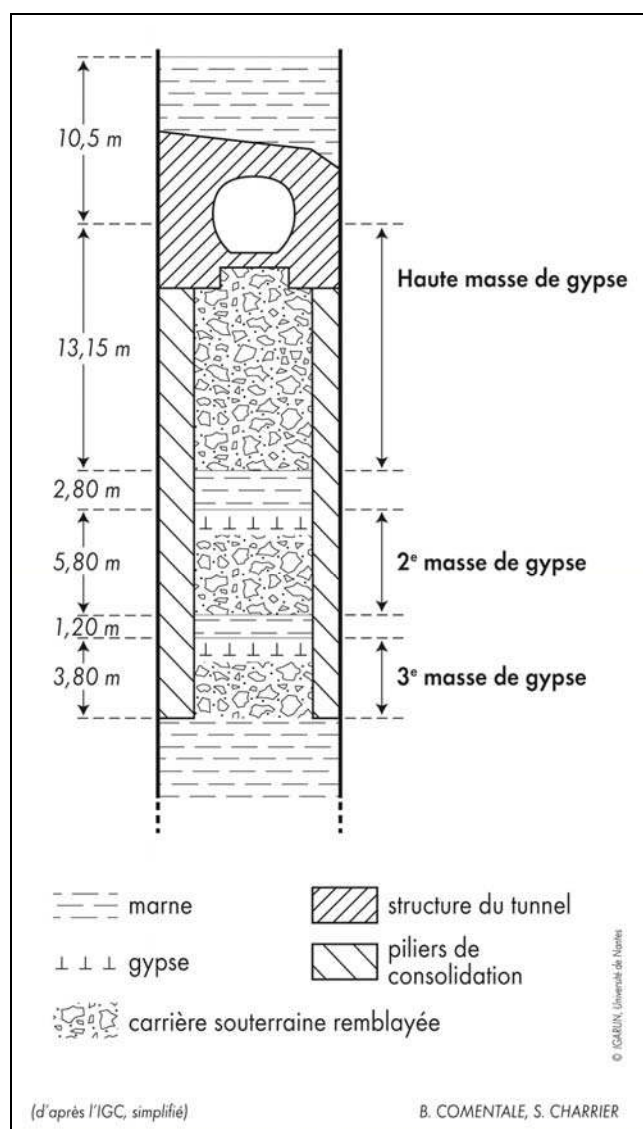 10,5 m
Haute masse de gypse
13,15 m
2,80 m
5,80 m
2e masse de gypse
1,20 m
3,80 m
3e masse de gypse
marne
structure du tunnel
gypse
piliers de
consolidation
carrière souterraine remblayée
© IGARUN, Université de Nantes
(d'après l'IGC, simplifié)
B. COMENTALE, S. CHARRIER